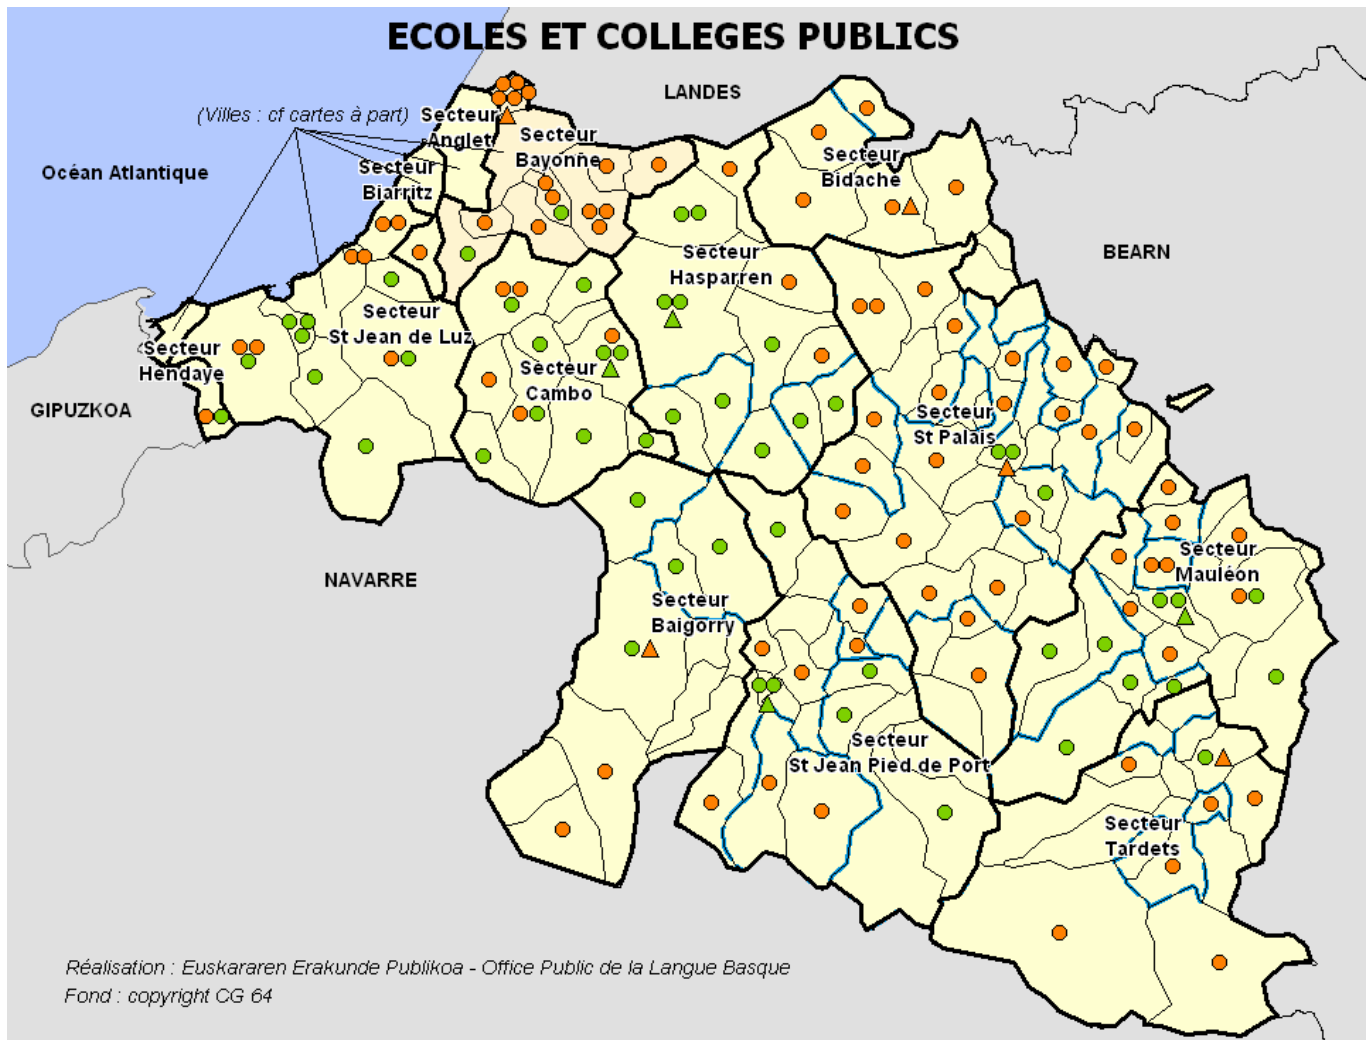 ECOLES ET COLLEGES PUBLICS
LANDES
(Villes : cf cartes à part)
Secteur
Anglet
Secteur
Bayonne
Secteur
Bidache
Océan Atlantique
Secteur
Biarritz
BEARN
Secteur
Hasparren
Secteur
St Jean de Luz
Secteur
Hendaye
Secteur
Cambo
GIPUZKOA
Secteur
St Palais
NAVARRE
Secteur
Mauléon
Secteur
Baigorry
Secteur
St Jean Pied de Port
Secteur
Tardets
Réalisation : Euskararen Erakunde Publikoa - Office Public de la Langue Basque
Fond : copyright CG 64